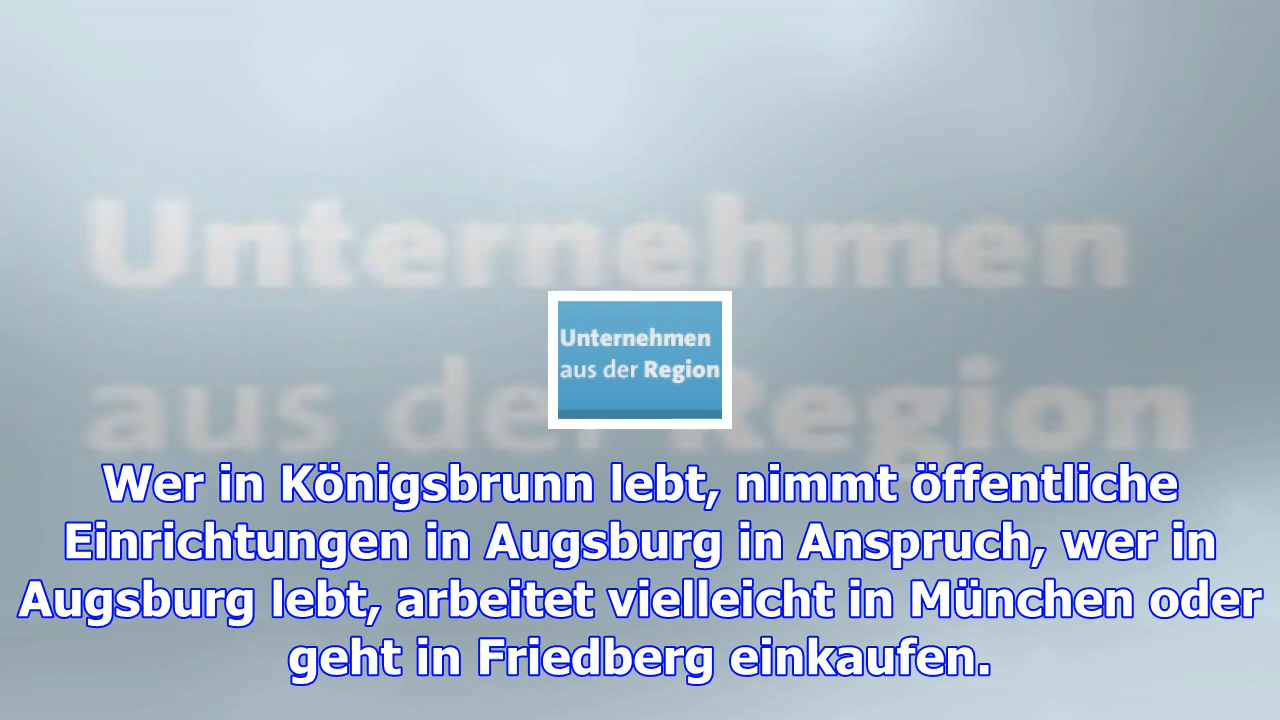 Unternehmen
aus der Region
Unternehmen
aus der Region
Wer in Königsbrunn lebt, nimmt öffentliche
Einrichtungen in Augsburg in Anspruch, wer in
Augsburg lebt, arbeitet vielleicht in München oder
geht in Friedberg einkaufen.